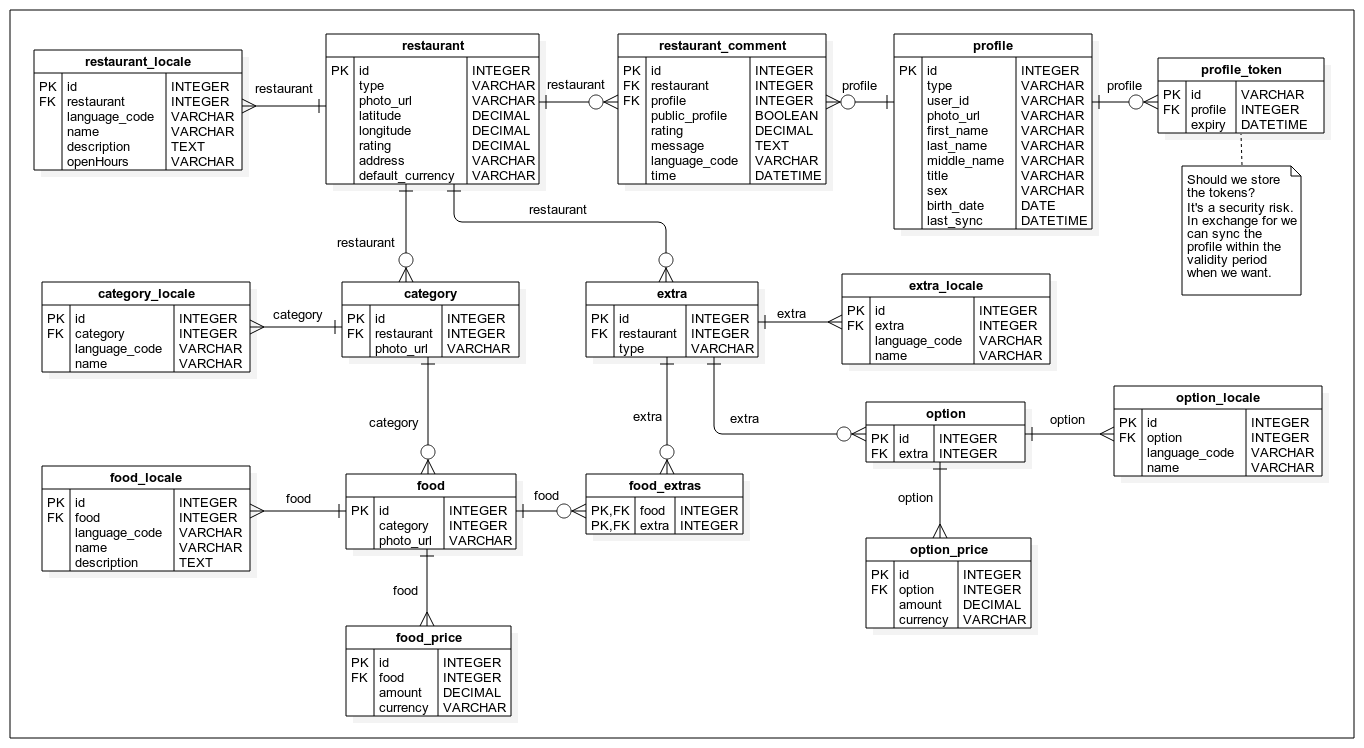 restaurant_locale
PK id INTEGER
FK restaurant INTEGER
language_code VARCHAR
name VARCHAR
description TEXT
openHours VARCHAR
restaurant
restaurant
PK id INTEGER
type VARCHAR
photo_url VARCHAR
latitude DECIMAL
longitude DECIMAL
rating DECIMAL
address VARCHAR
default_currency VARCHAR
restaurant
restaurant_comment
PK id INTEGER
FK restaurant INTEGER
FK profile INTEGER
public_profile BOOLEAN
rating DECIMAL
message TEXT
language_code VARCHAR
time DATETIME
profile
profile
PK id INTEGER
type VARCHAR
user_id VARCHAR
photo_url VARCHAR
first_name VARCHAR
last_name VARCHAR
middle_name VARCHAR
title VARCHAR
sex VARCHAR
birth_date DATE
last_sync DATETIME
profile
profile_token
PK id VARCHAR
FK profile INTEGER
expiry DATETIME
Should we store
the tokens?
It's a security risk.
In exchange for we
can sync the
profile within the
validity period
when we want.
restaurant
restaurant
category_locale
PK id INTEGER
FK category INTEGER
language_code VARCHAR
name VARCHAR
category
category
PK id INTEGER
FK restaurant INTEGER
photo_url VARCHAR
extra
PK id INTEGER
FK restaurant INTEGER
type VARCHAR
extra
extra_locale
PK id INTEGER
FK extra INTEGER
language_code VARCHAR
name VARCHAR
category
extra
extra
option
PK id INTEGER
FK extra INTEGER
option
option_locale
PK id INTEGER
FK option INTEGER
language_code VARCHAR
name VARCHAR
food_locale
PK id INTEGER
FK food INTEGER
language_code VARCHAR
name VARCHAR
description TEXT
food
food
PK id INTEGER
category INTEGER
photo_url VARCHAR
food
food_extras
PK,FK food INTEGER
PK,FK extra INTEGER
option
option_price
PK id INTEGER
FK option INTEGER
amount DECIMAL
currency VARCHAR
food
food_price
PK id INTEGER
FK food INTEGER
amount DECIMAL
currency VARCHAR